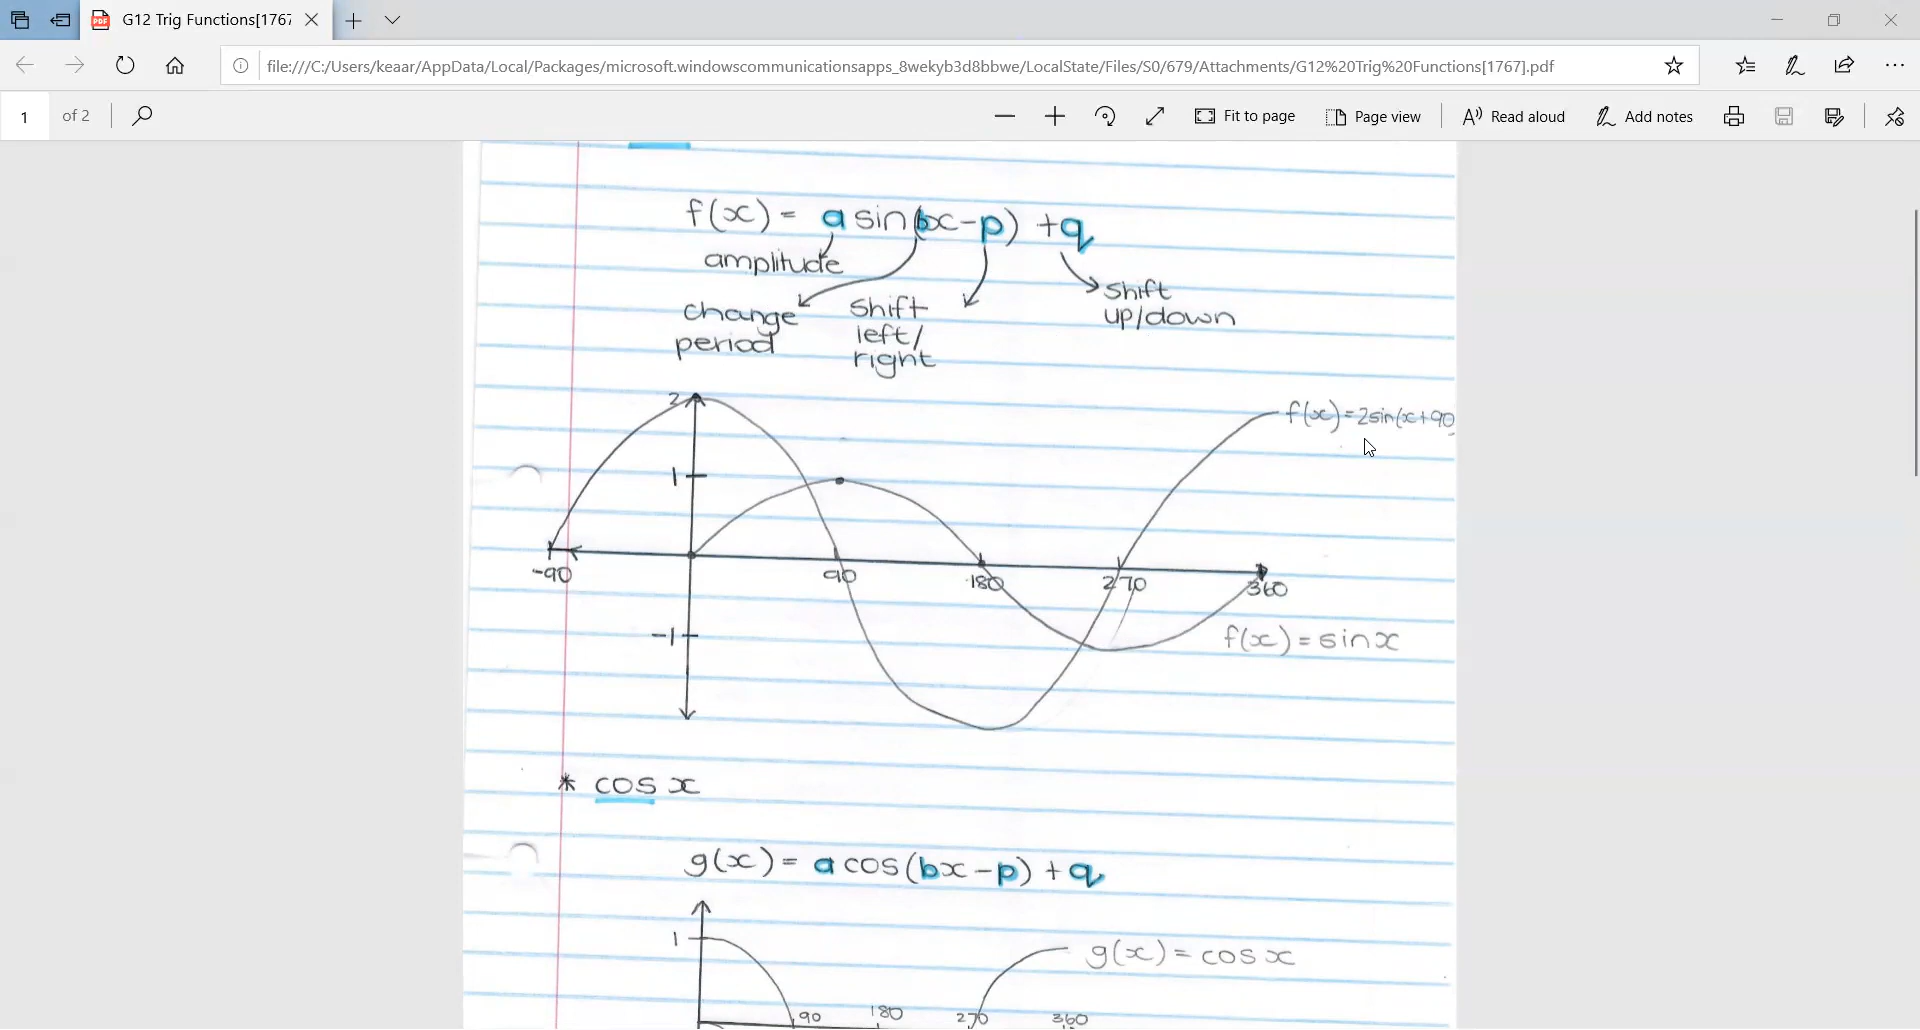 G12 Trig Functions[1767
file:///C:/Users/keaar/AppData/Local/Packages/microsoft.windowscommunicationsapps_8wekyb3d8bbwe/LocalState/Files/S0/679/Attachments/G12%20Trig%20Functions[1767].pdf
1 of 2 Fit to page Page view Read aloud Add notes
f(x) = a sin(bx-p) +q
amplitude
change period
shift left/ right
shift up/down
2
f(x)=2sin(x+90
1
-90 90 180 270 360
-1
f(x)=sinx
* cos x
g(x) = a cos(bx-p) + q
1
g(x) = cos x
90 180 270 360